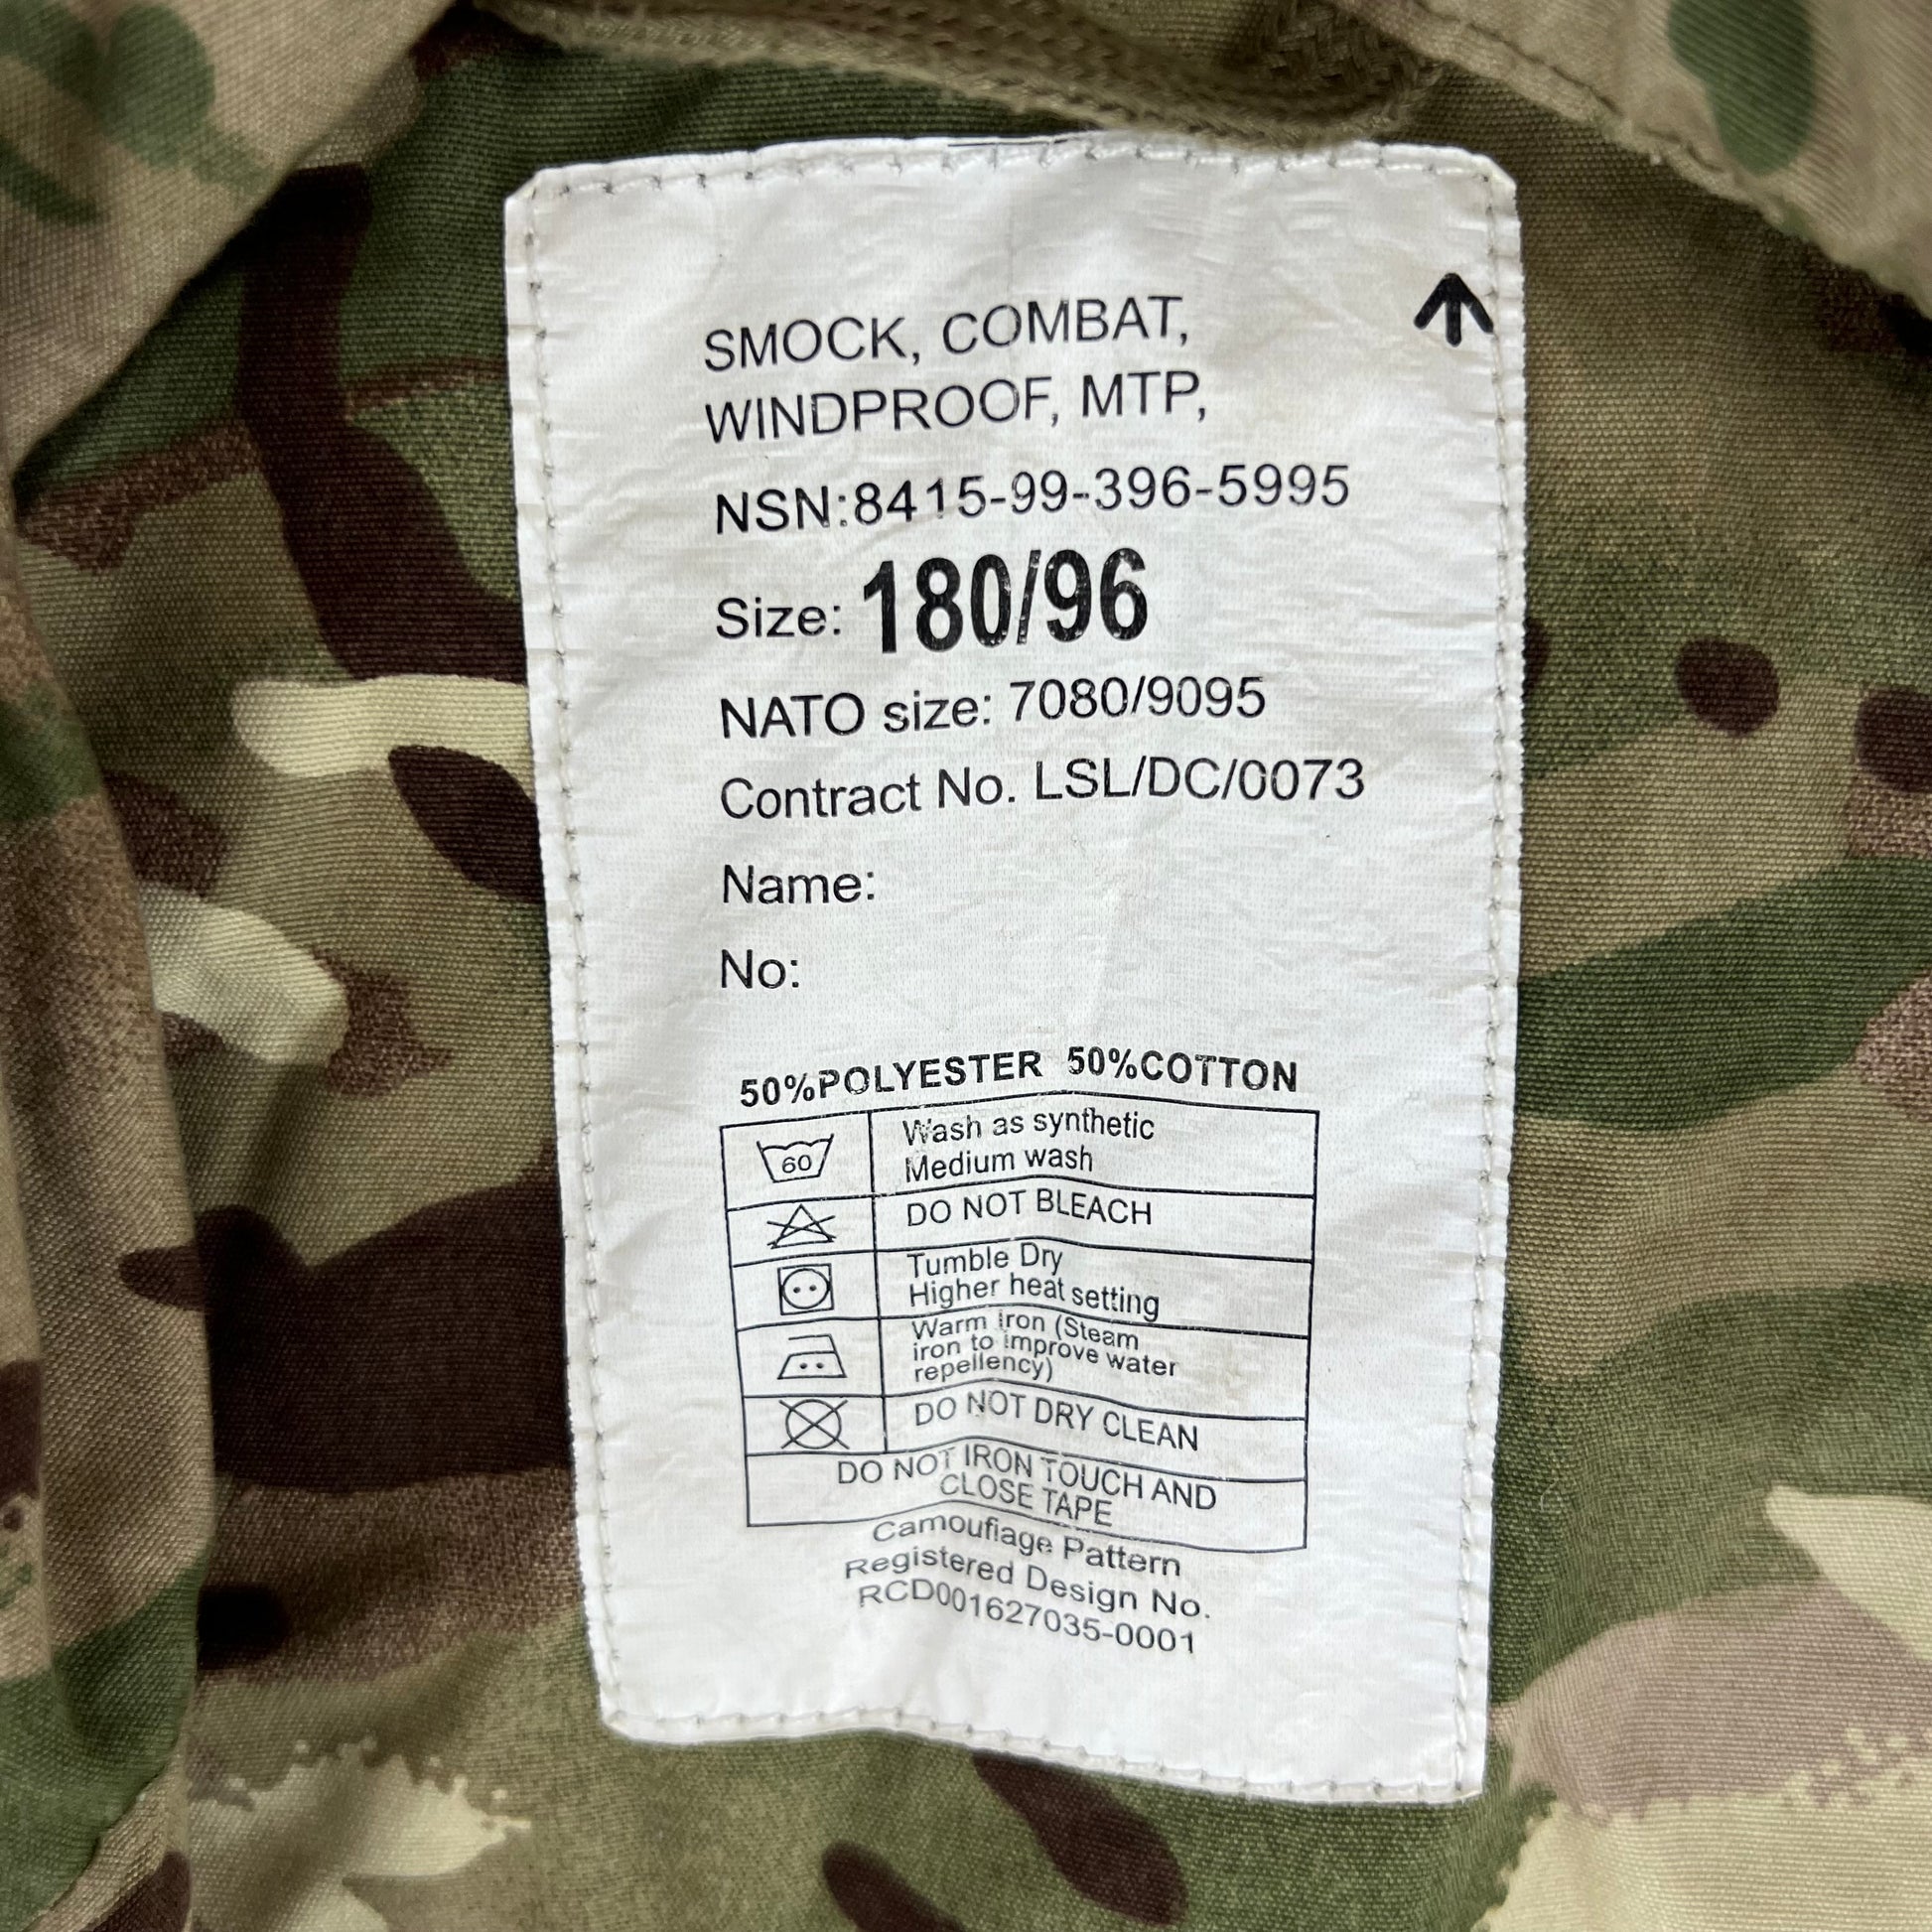 SMOCK, COMBAT,
WINDPROOF, MTP,
NSN:8415-99-396-5995
Size: 180/96
NATO size: 7080/9095
Contract No. LSL/DC/0073
Name:
No:
50%POLYESTER 50%COTTON
60
Wash as synthetic
Medium wash
DO NOT BLEACH
Tumble Dry
Higher heat setting
Warm iron (Steam
iron to improve water
repellency)
DO NOT DRY CLEAN
DO NOT IRON TOUCH AND
CLOSE TAPE
Camouflage Pattern
Registered Design No.
RCD001627035-0001